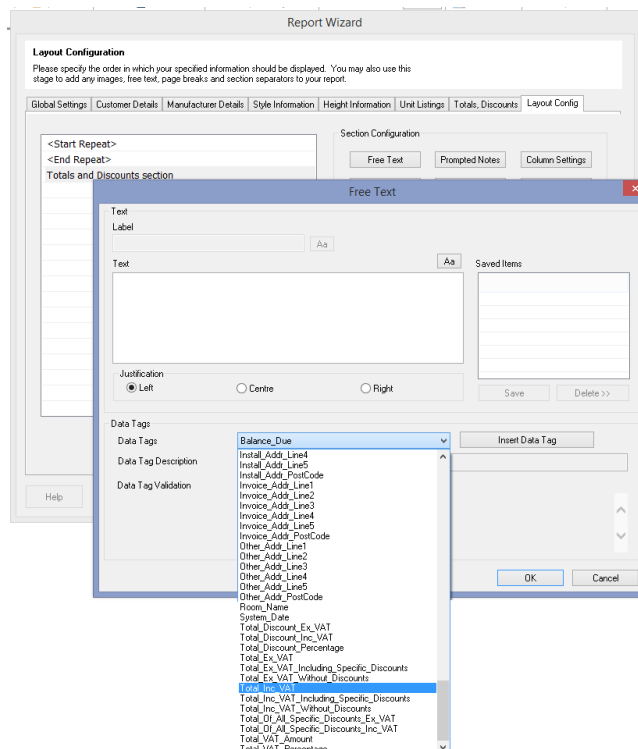 Report Wizard
Layout Configuration
Please specify the order in which your specified information should be displayed. You may also use this
stage to add any images, free text, page breaks and section separators to your report.
Global Settings Customer Details Manufacturer Details Style Information Height Information Unit Listings Totals, Discounts Layout Config
<Start Repeat>
<End Repeat>
Totals and Discounts section
Section Configuration
Free Text Prompted Notes Column Settings
Free Text
Text
Label
Aa
Text
Aa
Saved Items
Justification
Left Centre Right
Save Delete >>
Data Tags
Data Tags Balance_Due Insert Data Tag
Data Tag Description
Data Tag Validation
Help
Install_Addr_Line4
Install_Addr_Line5
Install_Addr_PostCode
Invoice_Addr_Line1
Invoice_Addr_Line2
Invoice_Addr_Line3
Invoice_Addr_Line4
Invoice_Addr_Line5
Invoice_Addr_PostCode
Other_Addr_Line1
Other_Addr_Line2
Other_Addr_Line3
Other_Addr_Line4
Other_Addr_Line5
Other_Addr_PostCode
Room_Name
System_Date
Total_Discount_Ex_VAT
Total_Discount_Inc_VAT
Total_Discount_Percentage
Total_Ex_VAT
Total_Ex_VAT_Including_Specific_Discounts
Total_Ex_VAT_Without_Discounts
Total_Inc_VAT
Total_Inc_VAT_Including_Specific_Discounts
Total_Inc_VAT_Without_Discounts
Total_Of_All_Specific_Discounts_Ex_VAT
Total_Of_All_Specific_Discounts_Inc_VAT
Total_VAT_Amount
Total_VAT_Percentage
OK Cancel